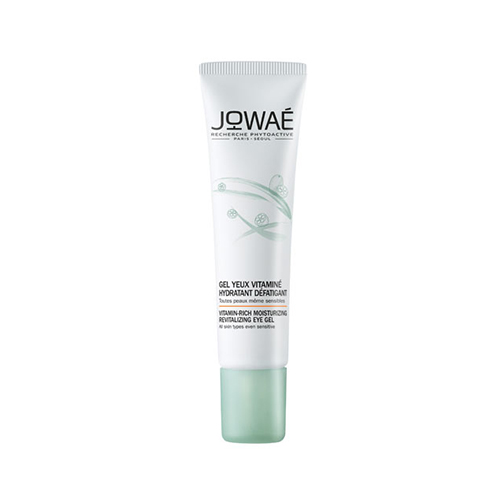 JOWAÉ
RECHERCHE PHYTOACTIVE
PARIS - SEOUL
GEL YEUX VITAMINÉ
HYDRATANT DÉFATIGANT
Toutes peaux même sensibles
VITAMIN-RICH MOISTURIZING
REVITALIZING EYE GEL
All skin types even sensitive